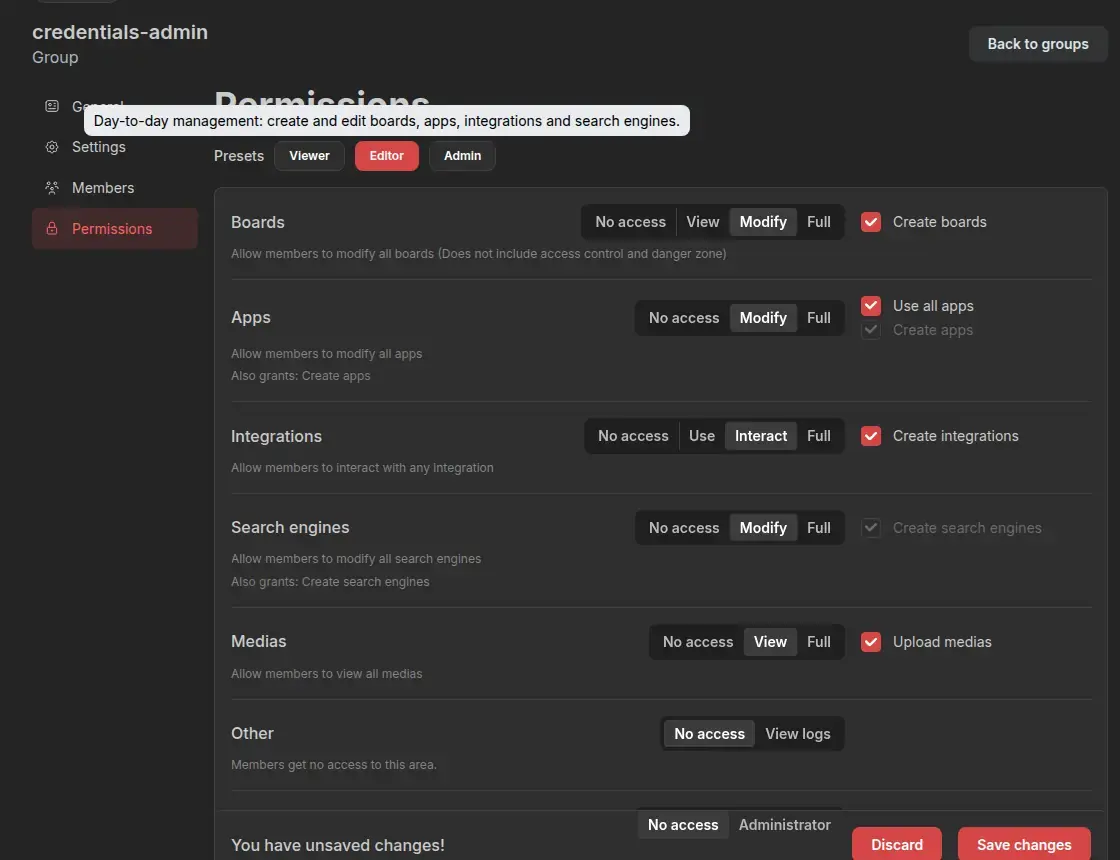 credentials-admin
Group
Back to groups
General
Permissions
Day-to-day management: create and edit boards, apps, integrations and search engines.
Settings
Presets
Viewer
Editor
Admin
Members
Permissions
Boards
No access
View
Modify
Full
Create boards
Allow members to modify all boards (Does not include access control and danger zone)
Apps
No access
Modify
Full
Use all apps
Create apps
Allow members to modify all apps
Also grants: Create apps
Integrations
No access
Use
Interact
Full
Create integrations
Allow members to interact with any integration
Search engines
No access
Modify
Full
Create search engines
Allow members to modify all search engines
Also grants: Create search engines
Medias
No access
View
Full
Upload medias
Allow members to view all medias
Other
No access
View logs
Members get no access to this area.
No access
Administrator
You have unsaved changes!
Discard
Save changes